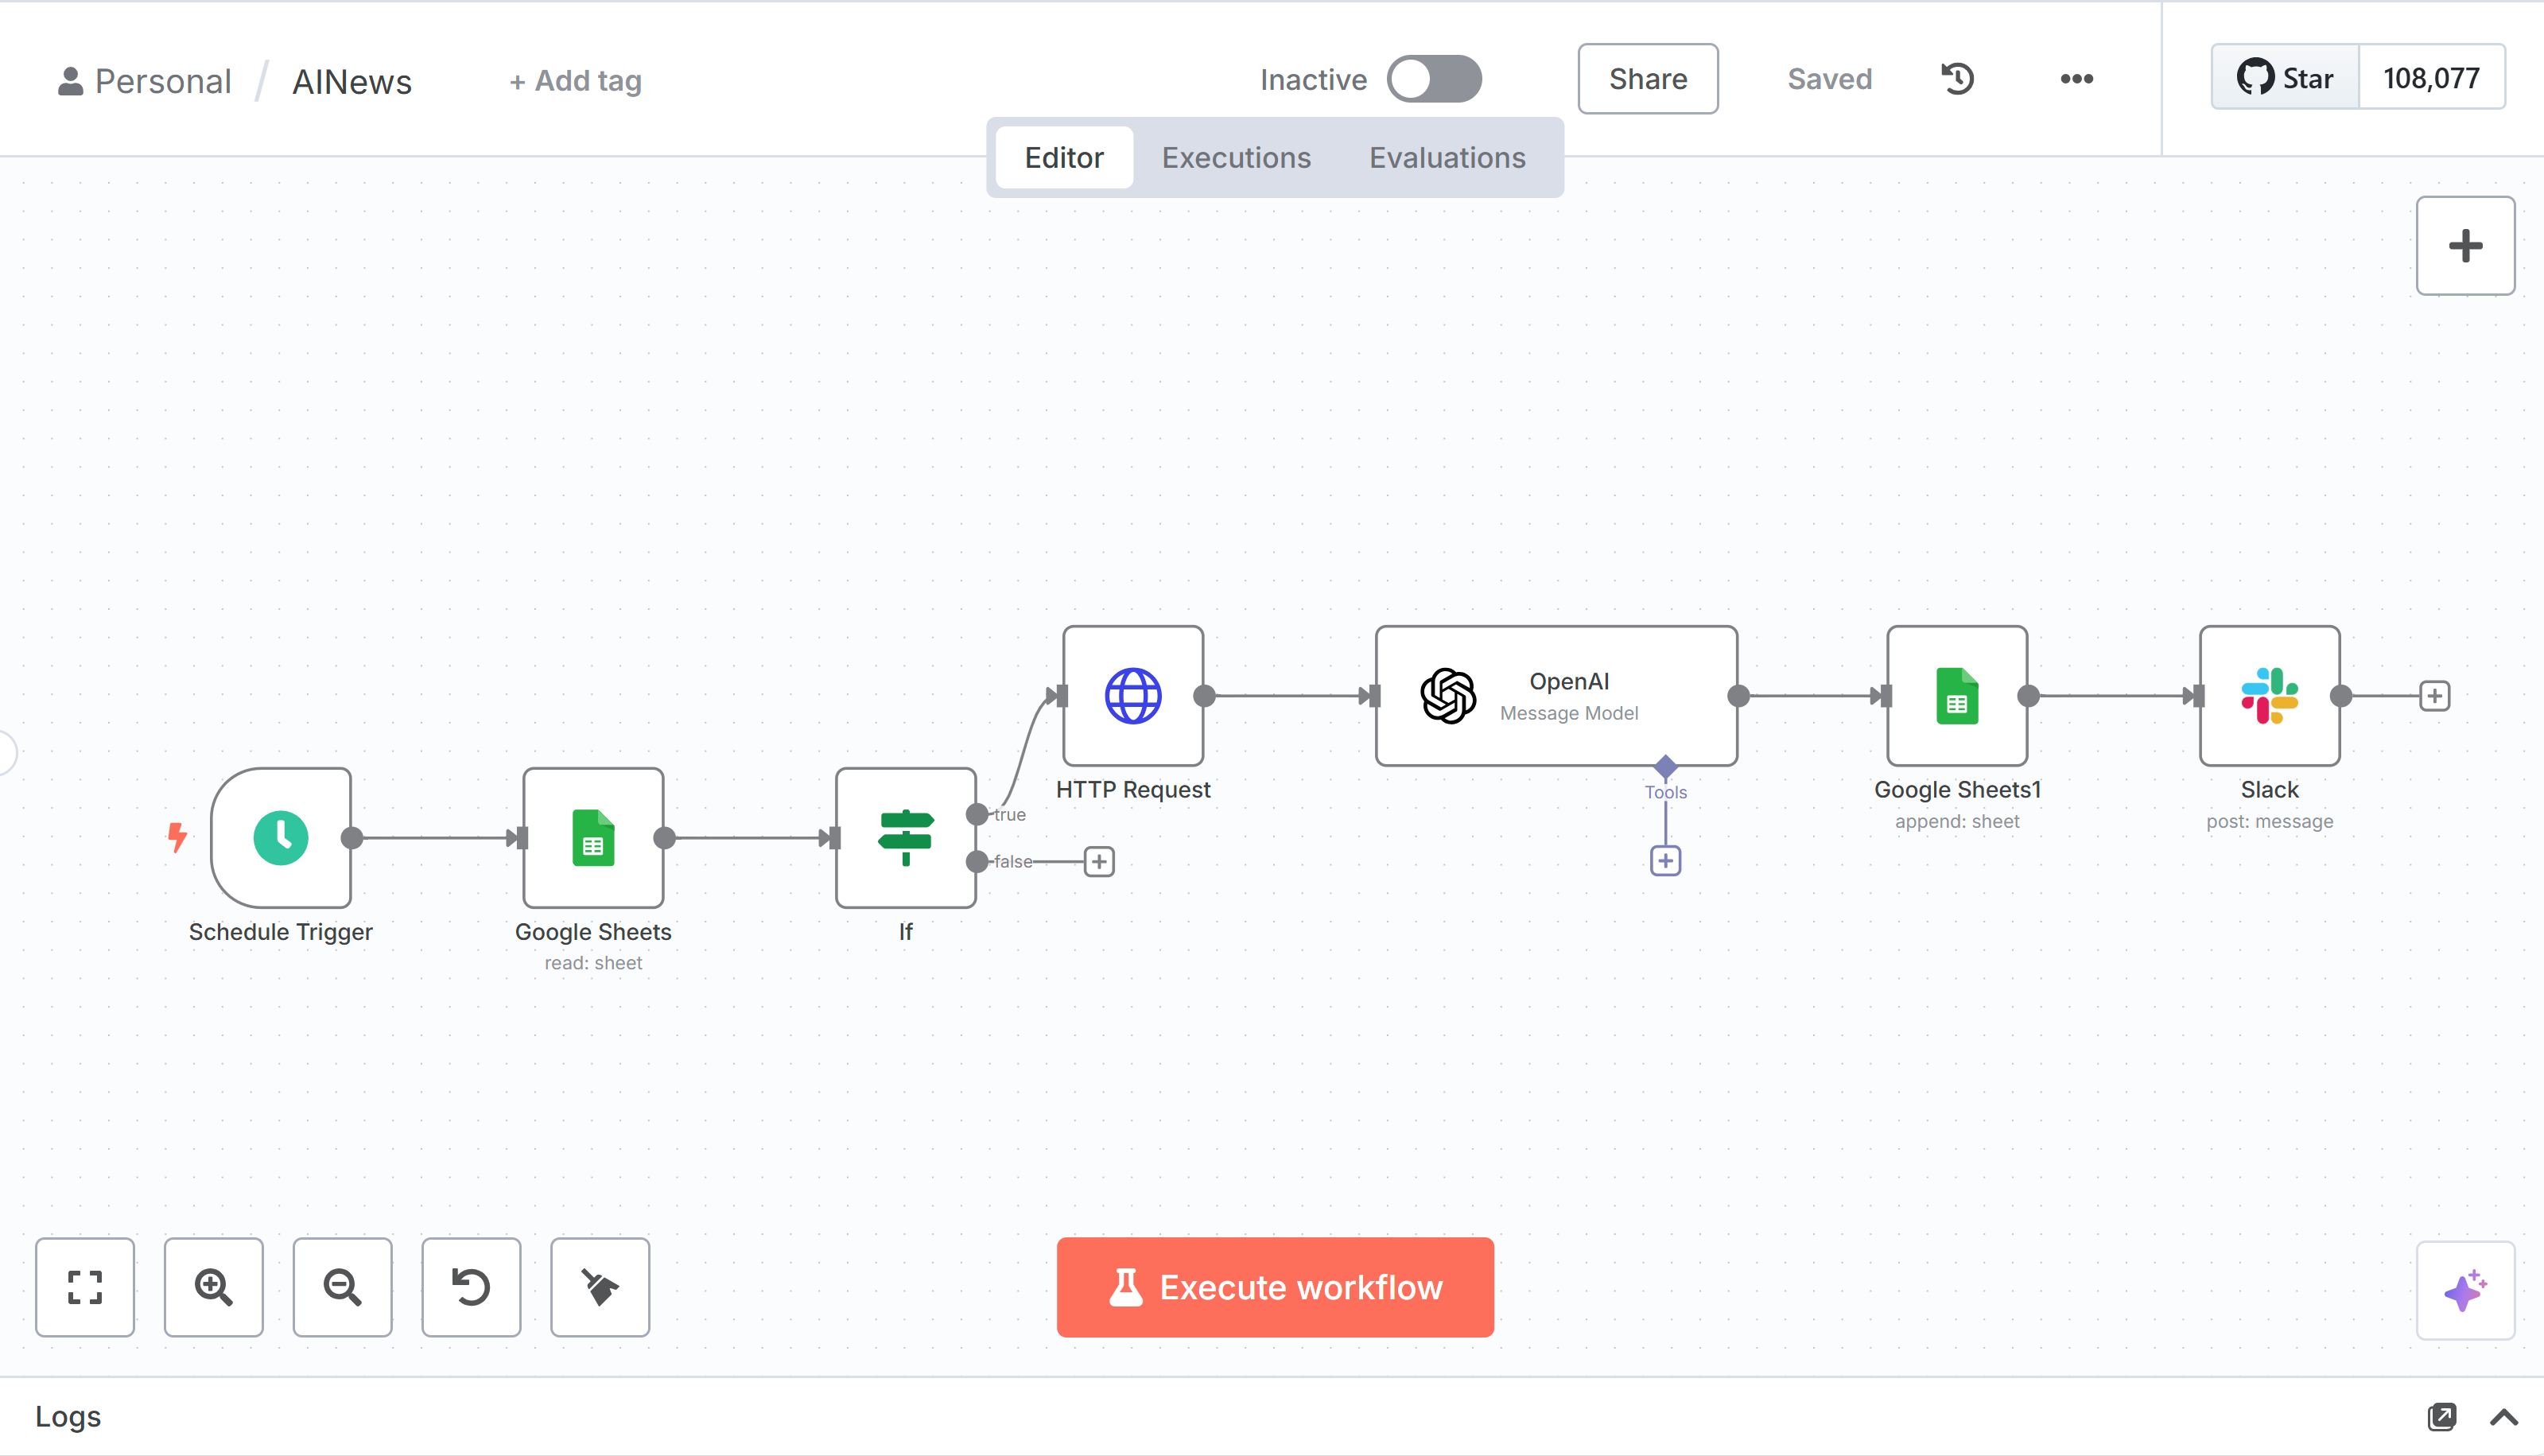 Personal / AINews + Add tag Inactive Share Saved Star 108,077
Editor Executions Evaluations
OpenAI
Message Model
HTTP Request
Tools
Google Sheets1
append: sheet
Slack
post: message
true
false
Schedule Trigger
Google Sheets
read: sheet
If
Execute workflow
Logs